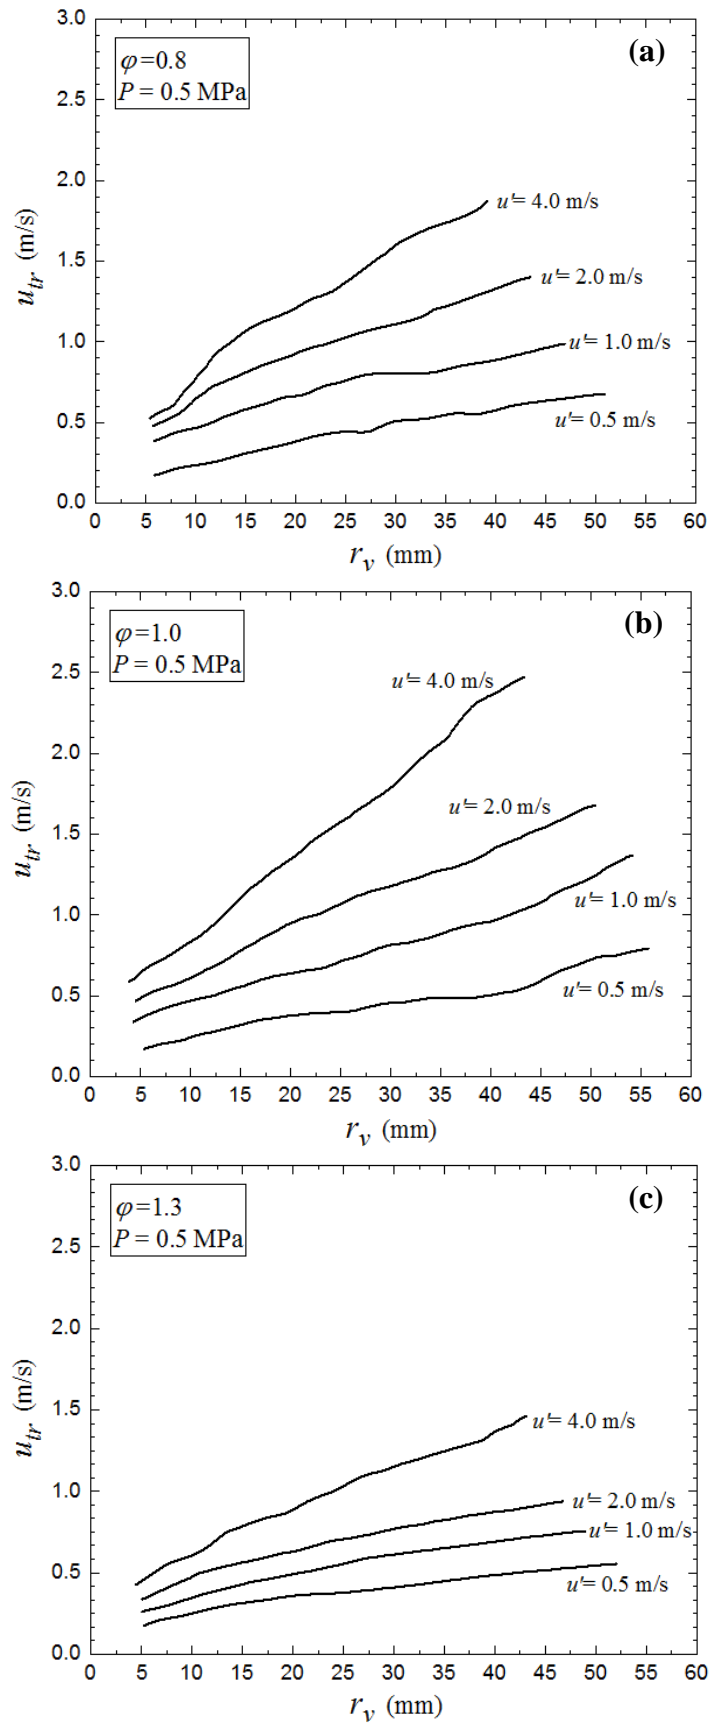 (a)
φ=0.8
P = 0.5 MPa
3.0
2.5
2.0
1.5
1.0
0.5
0.0
u_tr (m/s)
u'= 4.0 m/s
u'= 2.0 m/s
u'= 1.0 m/s
u'= 0.5 m/s
0 5 10 15 20 25 30 35 40 45 50 55 60
r_v (mm)
(b)
φ=1.0
P = 0.5 MPa
3.0
2.5
2.0
1.5
1.0
0.5
0.0
u_tr (m/s)
u'= 4.0 m/s
u'= 2.0 m/s
u'= 1.0 m/s
u'= 0.5 m/s
0 5 10 15 20 25 30 35 40 45 50 55 60
r_v (mm)
(c)
φ=1.3
P = 0.5 MPa
3.0
2.5
2.0
1.5
1.0
0.5
0.0
u_tr (m/s)
u'= 4.0 m/s
u'= 2.0 m/s
u'= 1.0 m/s
u'= 0.5 m/s
0 5 10 15 20 25 30 35 40 45 50 55 60
r_v (mm)